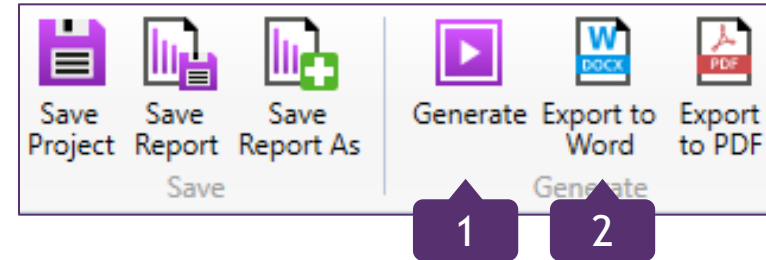 W
DOCX
PDF
Save Project
Save Report
Save Report As
Generate
Export to Word
Export to PDF
Save
Generate
1
2